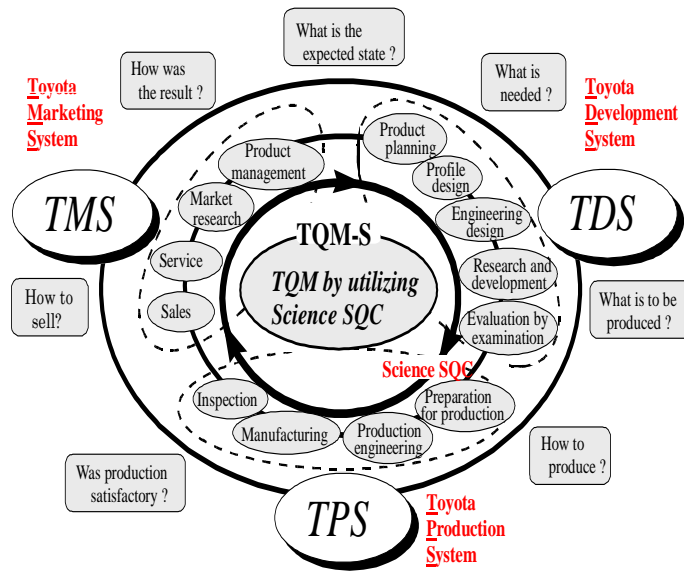 What is the
expected state ?
How was
the result ?
What is
needed ?
Toyota
Marketing
System
Toyota
Development
System
Product
management
Product
planning
Profile
design
Market
research
Engineering
design
TMS
TDS
TQM-S
TQM by utilizing
Science SQC
Service
Research and
development
Sales
Evaluation by
examination
How to
sell?
What is to be
produced ?
Science SQC
Inspection
Preparation
for production
Manufacturing
Production
engineering
Was production
satisfactory ?
How to
produce ?
TPS
Toyota
Production
System